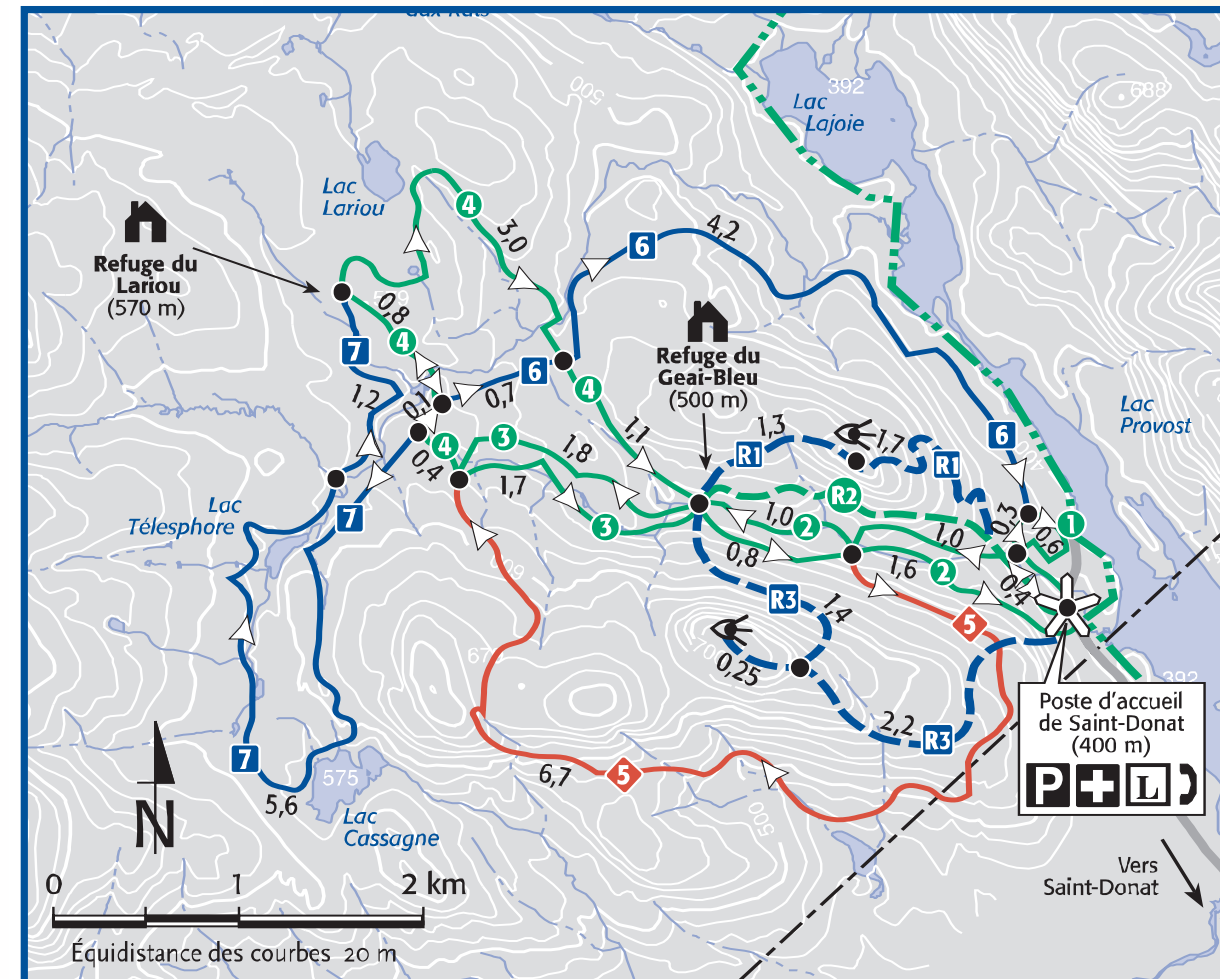 aux Rats
500
392
688
Lac
Lajoie
Lac
Lariou
4
3,0
6
4,2
Refuge du
Lariou
(570 m)
0,8
4
7
6
0,7
4
Refuge du
Geai-Bleu
(500 m)
1,2
0,1
Lac
Provost
1,1
1,3
1,7
6
R1
R1
4
3
1,8
0,4
1,7
R2
Lac
Télesphore
7
3
1,0
2
1,0
0,3
1
0,6
0,8
1,6
2
0,4
R3
1,4
5
0,25
392
Poste d'accueil
de Saint-Donat
(400 m)
P
L
2,2
R3
7
575
6,7
5
5,6
500
Lac
Cassagne
N
Vers
Saint-Donat
0 1 2 km
Équidistance des courbes 20 m